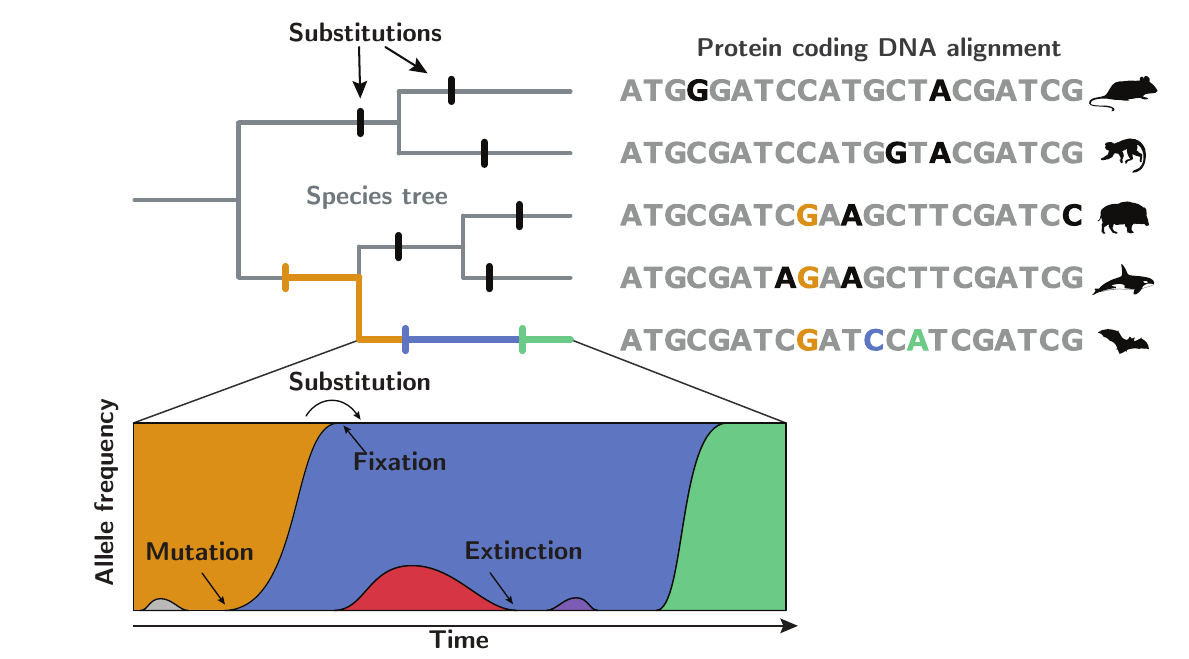 Substitutions
Protein coding DNA alignment
ATGGGATCCATGCTACGATCG
ATGCGATCCATGGTACGATCG
Species tree
ATGCGATCGAAGCTTCGATCC
ATGCGATAGAAGCTTCGATCG
ATGCGATCGATCCATCGATCG
Substitution
Allele frequency
Fixation
Mutation
Extinction
Time